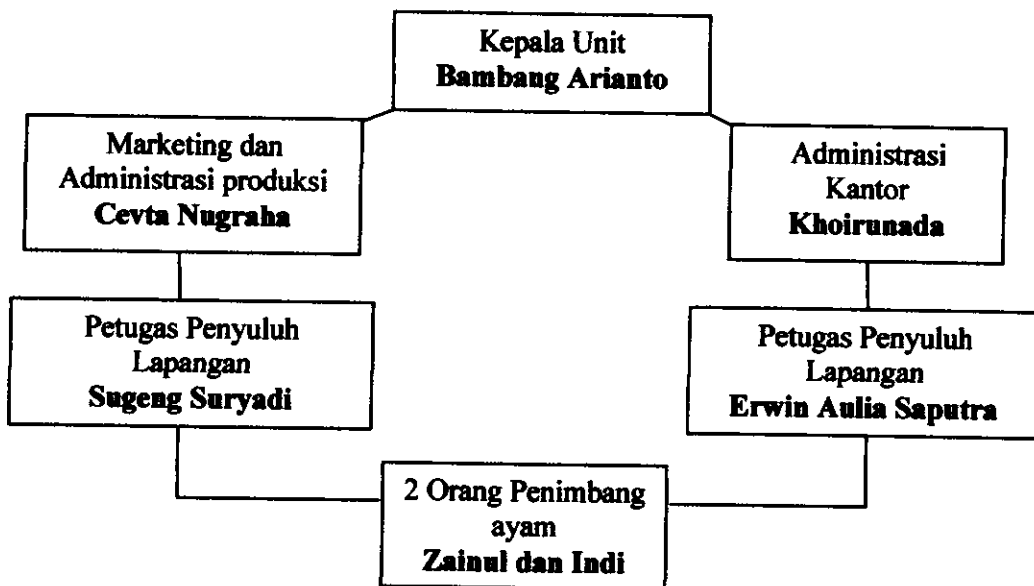 Kepala Unit
Bambang Arianto
Marketing dan
Administrasi produksi
Cevta Nugraha
Administrasi
Kantor
Khoirunada
Petugas Penyuluh
Lapangan
Sugeng Suryadi
Petugas Penyuluh
Lapangan
Erwin Aulia Saputra
2 Orang Penimbang
ayam
Zainul dan Indi